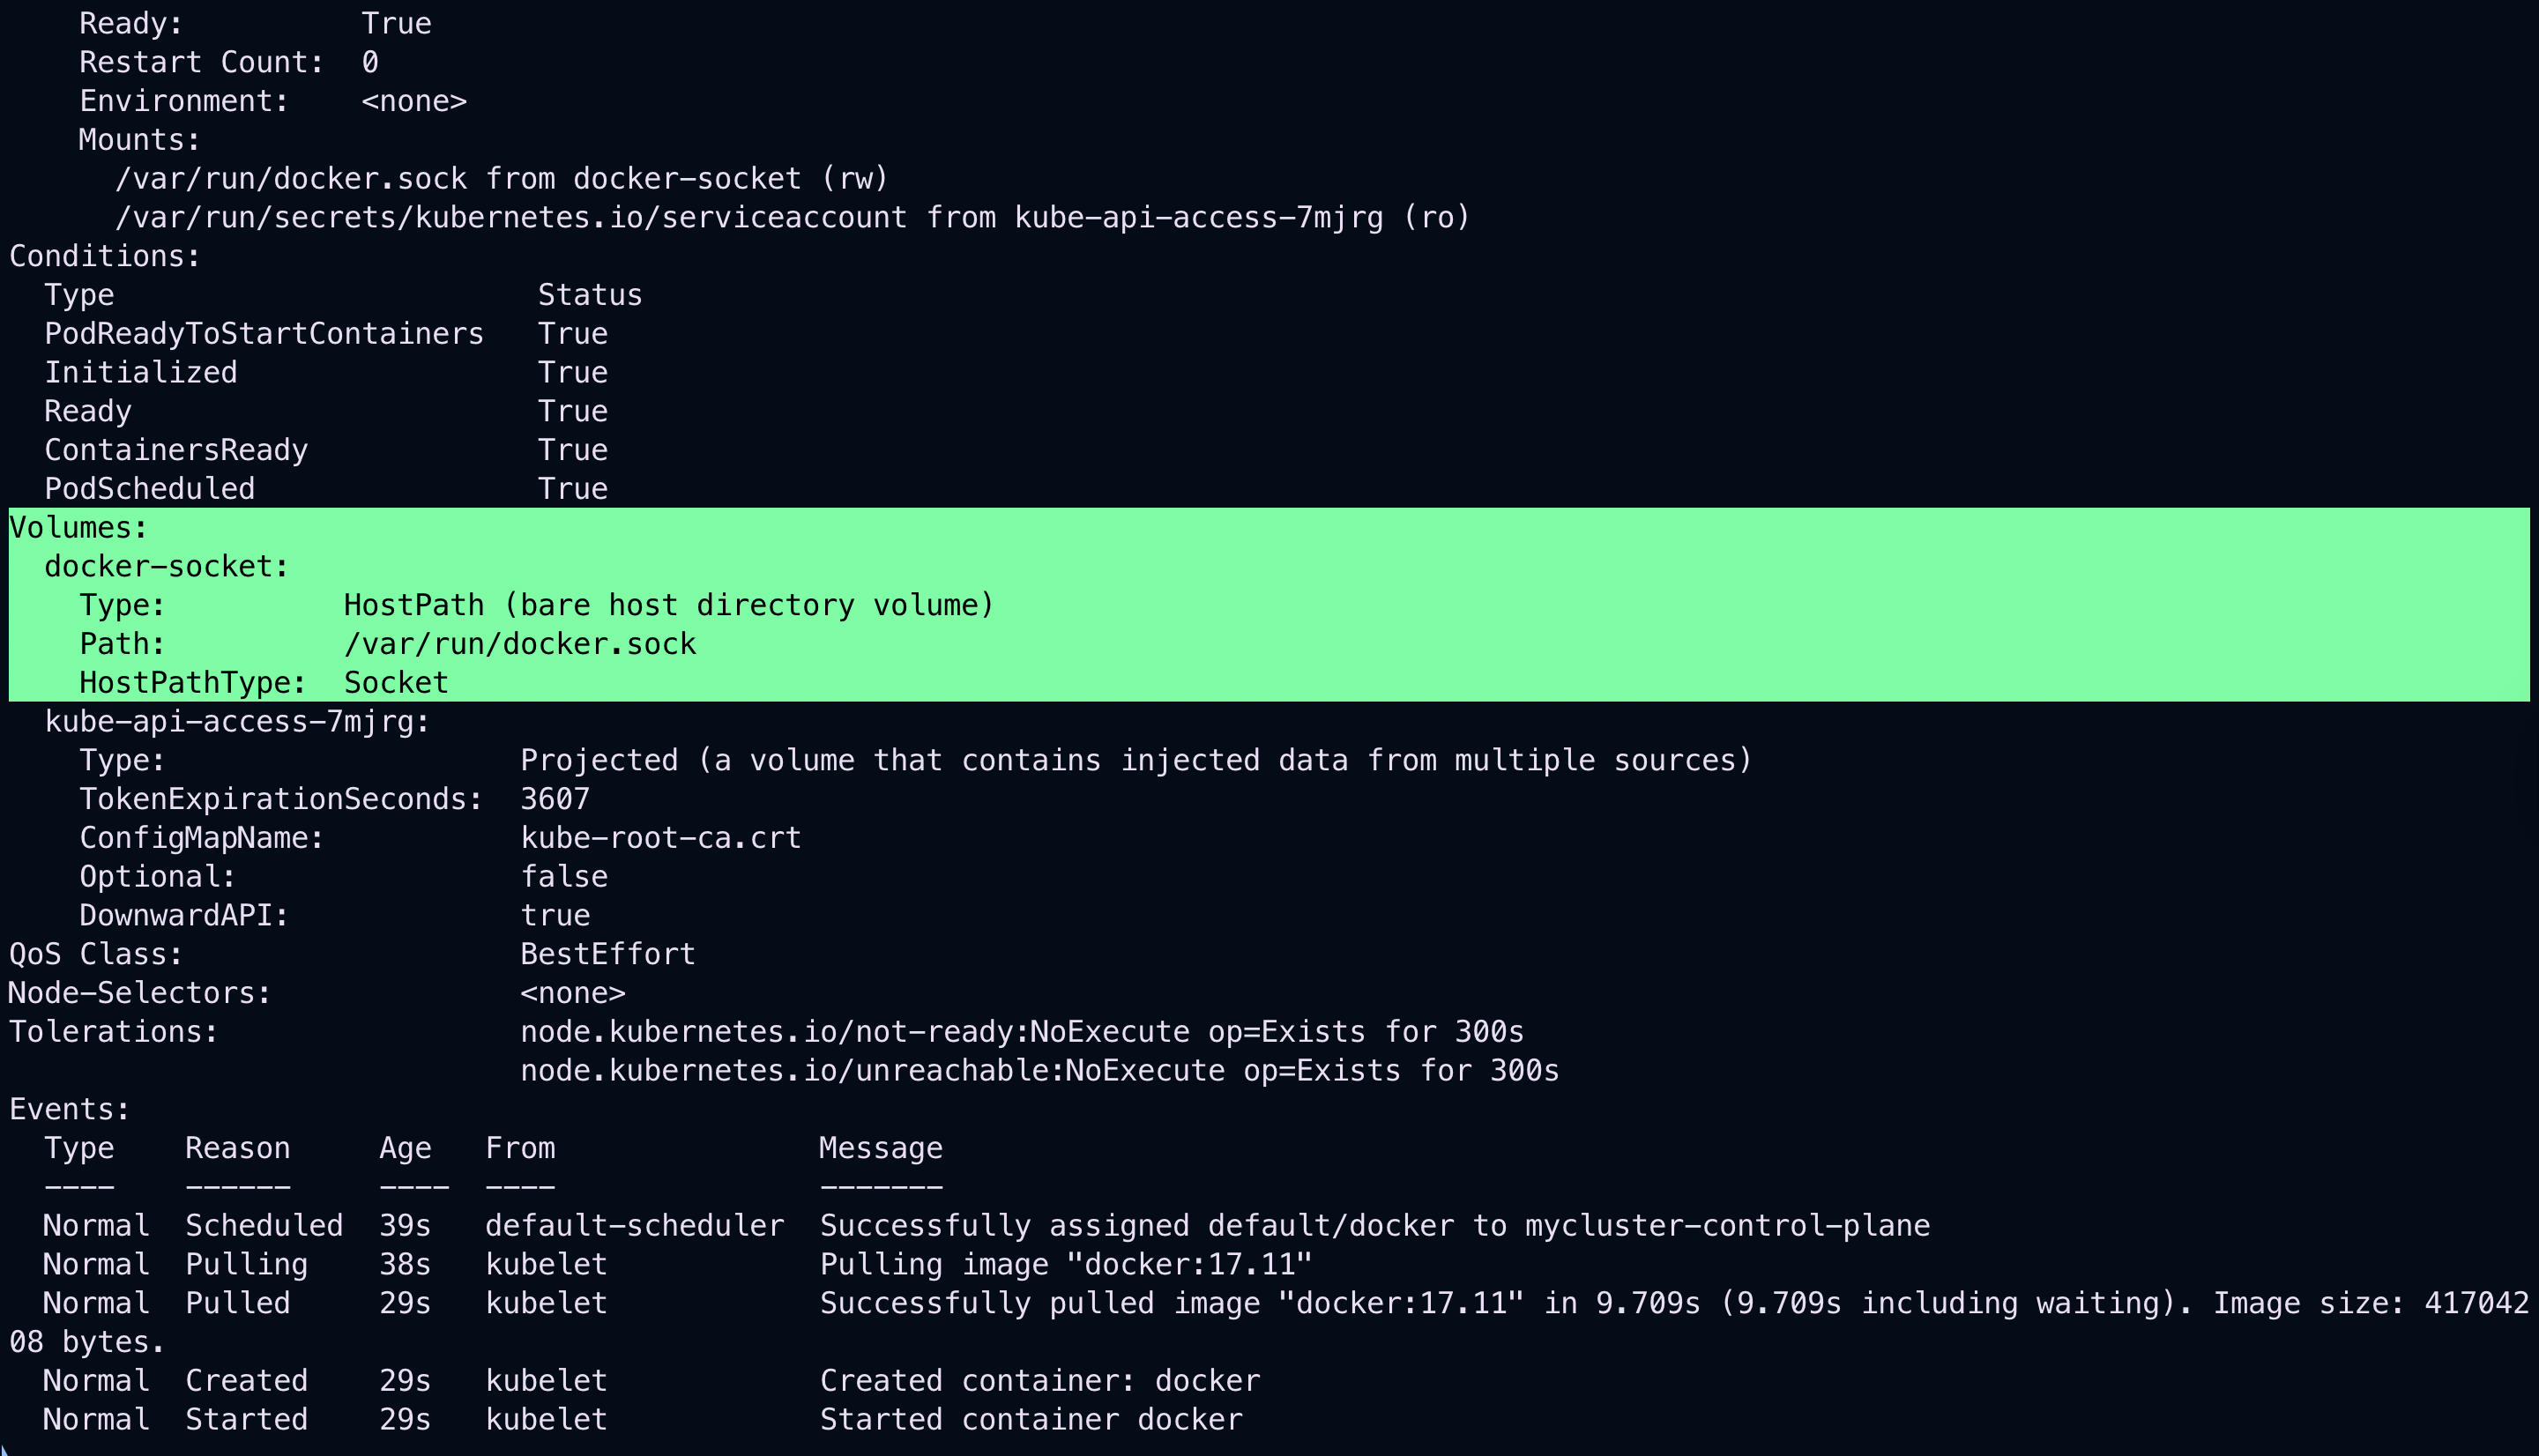 Ready:          True
    Restart Count:  0
    Environment:    <none>
    Mounts:
      /var/run/docker.sock from docker-socket (rw)
      /var/run/secrets/kubernetes.io/serviceaccount from kube-api-access-7mjrg (ro)
Conditions:
  Type                        Status
  PodReadyToStartContainers   True
  Initialized                 True
  Ready                       True
  ContainersReady             True
  PodScheduled                True
Volumes:
  docker-socket:
    Type:          HostPath (bare host directory volume)
    Path:          /var/run/docker.sock
    HostPathType:  Socket
  kube-api-access-7mjrg:
    Type:                    Projected (a volume that contains injected data from multiple sources)
    TokenExpirationSeconds:  3607
    ConfigMapName:           kube-root-ca.crt
    Optional:                false
    DownwardAPI:             true
QoS Class:                   BestEffort
Node-Selectors:              <none>
Tolerations:                 node.kubernetes.io/not-ready:NoExecute op=Exists for 300s
                             node.kubernetes.io/unreachable:NoExecute op=Exists for 300s
Events:
  Type    Reason     Age   From               Message
  ----    ------     ----  ----               -------
  Normal  Scheduled  39s   default-scheduler  Successfully assigned default/docker to mycluster-control-plane
  Normal  Pulling    38s   kubelet            Pulling image "docker:17.11"
  Normal  Pulled     29s   kubelet            Successfully pulled image "docker:17.11" in 9.709s (9.709s including waiting). Image size: 417042
08 bytes.
  Normal  Created    29s   kubelet            Created container: docker
  Normal  Started    29s   kubelet            Started container docker